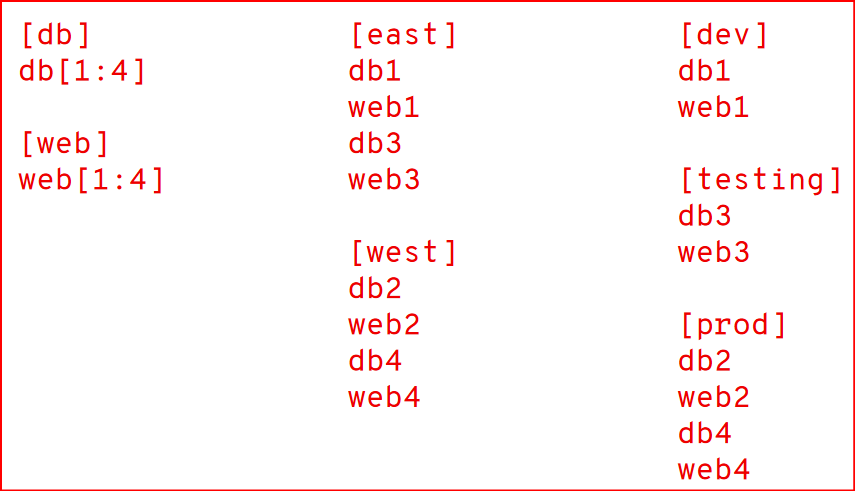 [db]
db[1:4]
[web]
web[1:4]
[east]
db1
web1
db3
web3
[west]
db2
web2
db4
web4
[dev]
db1
web1
[testing]
db3
web3
[prod]
db2
web2
db4
web4